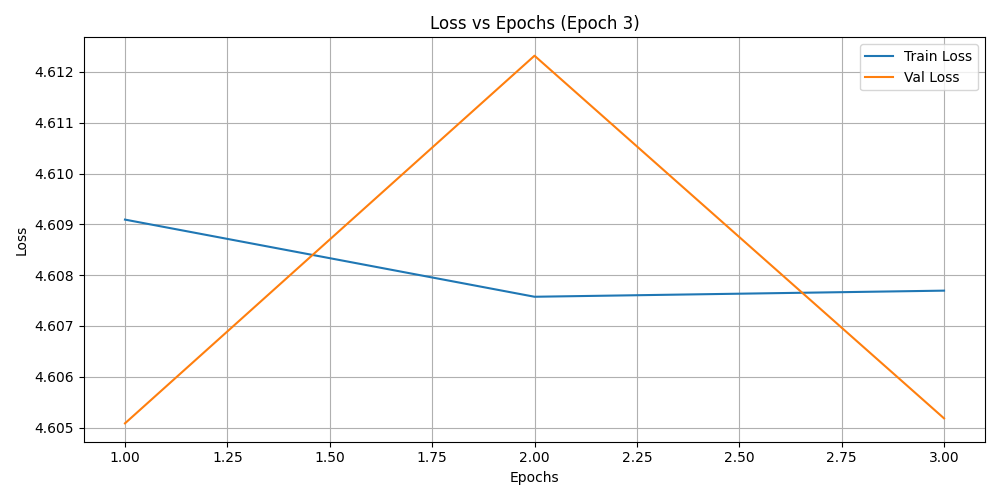 Loss vs Epochs (Epoch 3)
Train Loss
Val Loss
4.612
4.611
4.610
4.609
4.608
4.607
4.606
4.605
Loss
1.00 1.25 1.50 1.75 2.00 2.25 2.50 2.75 3.00
Epochs